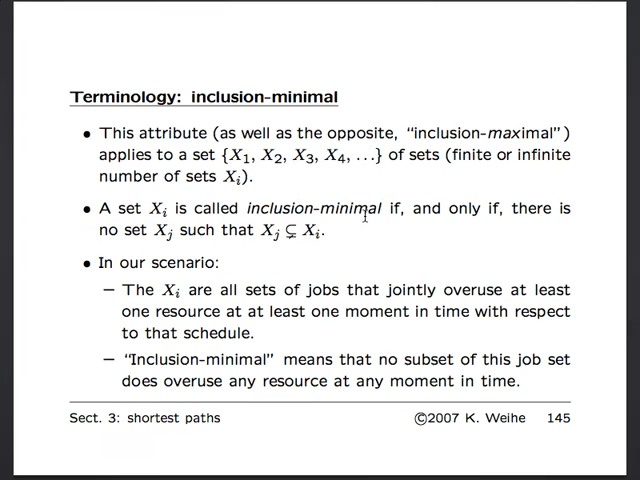 Terminology: inclusion-minimal
• This attribute (as well as the opposite, “inclusion-maximal”)
applies to a set {X₁, X₂, X₃, X₄, ...} of sets (finite or infinite
number of sets Xᵢ).
• A set Xᵢ is called inclusion-minimal if, and only if, there is
no set Xⱼ such that Xⱼ ⊊ Xᵢ.
• In our scenario:
– The Xᵢ are all sets of jobs that jointly overuse at least
one resource at at least one moment in time with respect
to that schedule.
– “Inclusion-minimal” means that no subset of this job set
does overuse any resource at any moment in time.
Sect. 3: shortest paths ©2007 K. Weihe 145